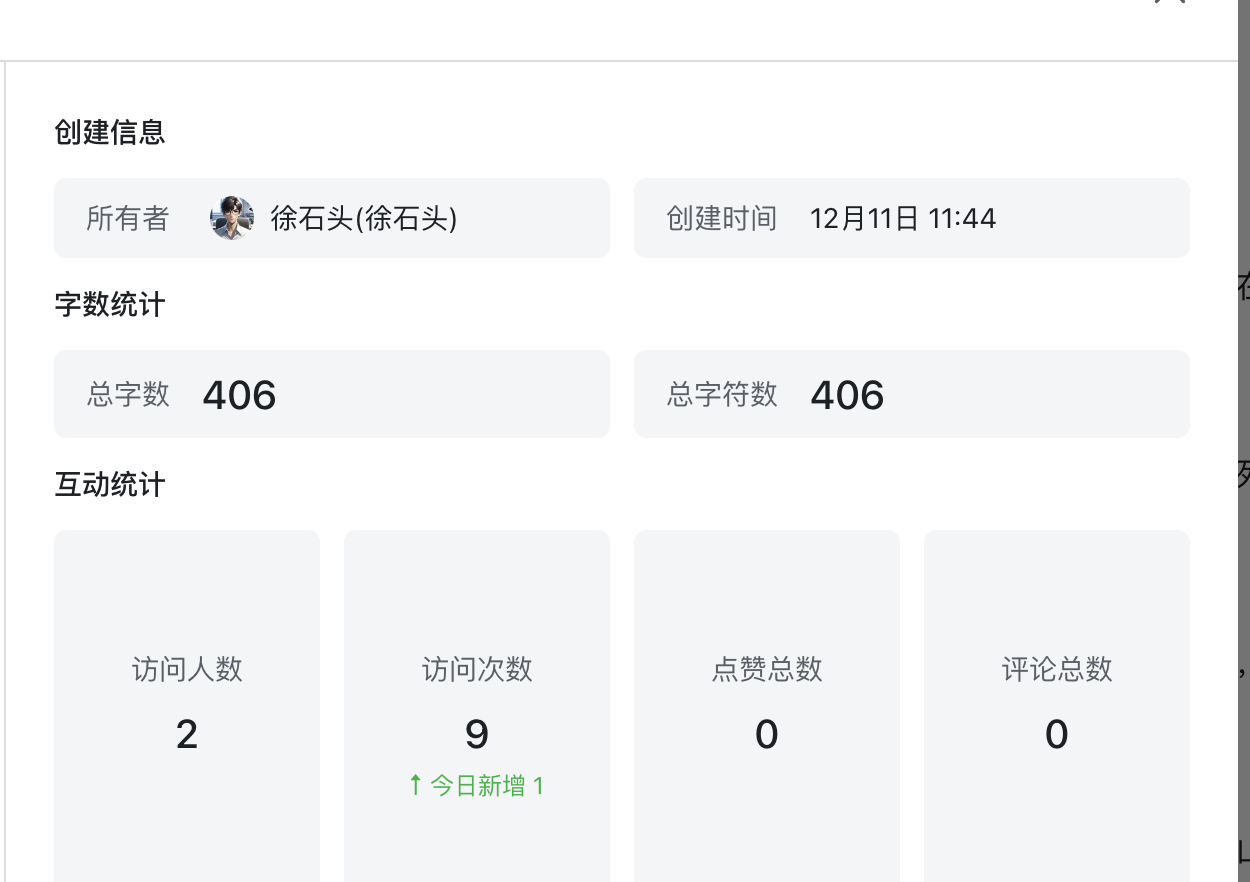 创建信息
所有者 徐石头(徐石头)
创建时间 12月11日 11:44
字数统计
总字数 406
总字符数 406
互动统计
访问人数
2
访问次数
9
↑ 今日新增 1
点赞总数
0
评论总数
0